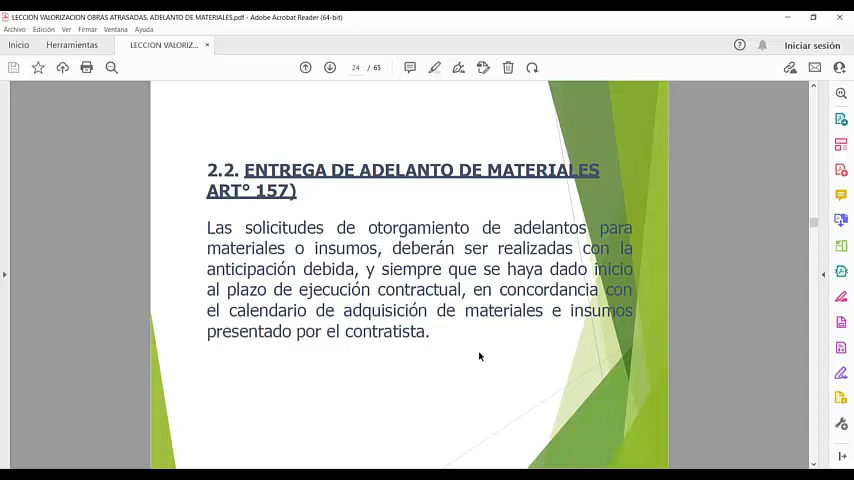 LECCION VALORIZACION OBRAS ATRASADAS, ADELANTO DE MATERIALES.pdf - Adobe Acrobat Reader (64-bit)
Archivo Edición Ver Firmar Ventana Ayuda
Inicio Herramientas LECCION VALORIZ... × Iniciar sesión
24 / 65
2.2. ENTREGA DE ADELANTO DE MATERIALES
ART° 157)
Las solicitudes de otorgamiento de adelantos para
materiales o insumos, deberán ser realizadas con la
anticipación debida, y siempre que se haya dado inicio
al plazo de ejecución contractual, en concordancia con
el calendario de adquisición de materiales e insumos
presentado por el contratista.